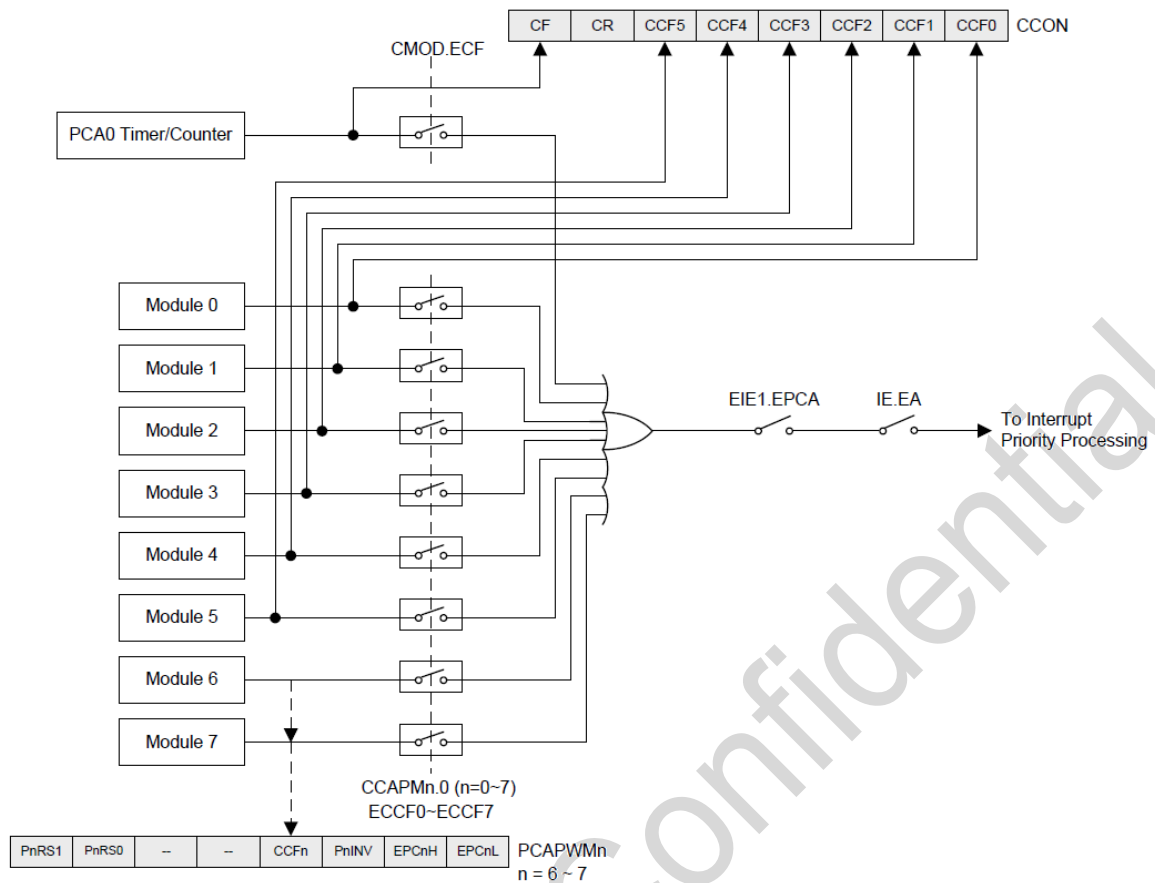 CF CR CCF5 CCF4 CCF3 CCF2 CCF1 CCF0 CCON
CMOD.ECF
PCA0 Timer/Counter
Module 0
Module 1
Module 2
Module 3
Module 4
Module 5
Module 6
Module 7
EIE1.EPCA
IE.EA
To Interrupt
Priority Processing
CCAPMn.0 (n=0~7)
ECCF0~ECCF7
PnRS1 PnRS0 -- -- CCFn PnINV EPCnH EPCnL PCAPWMn
n = 6 ~ 7
Confidential